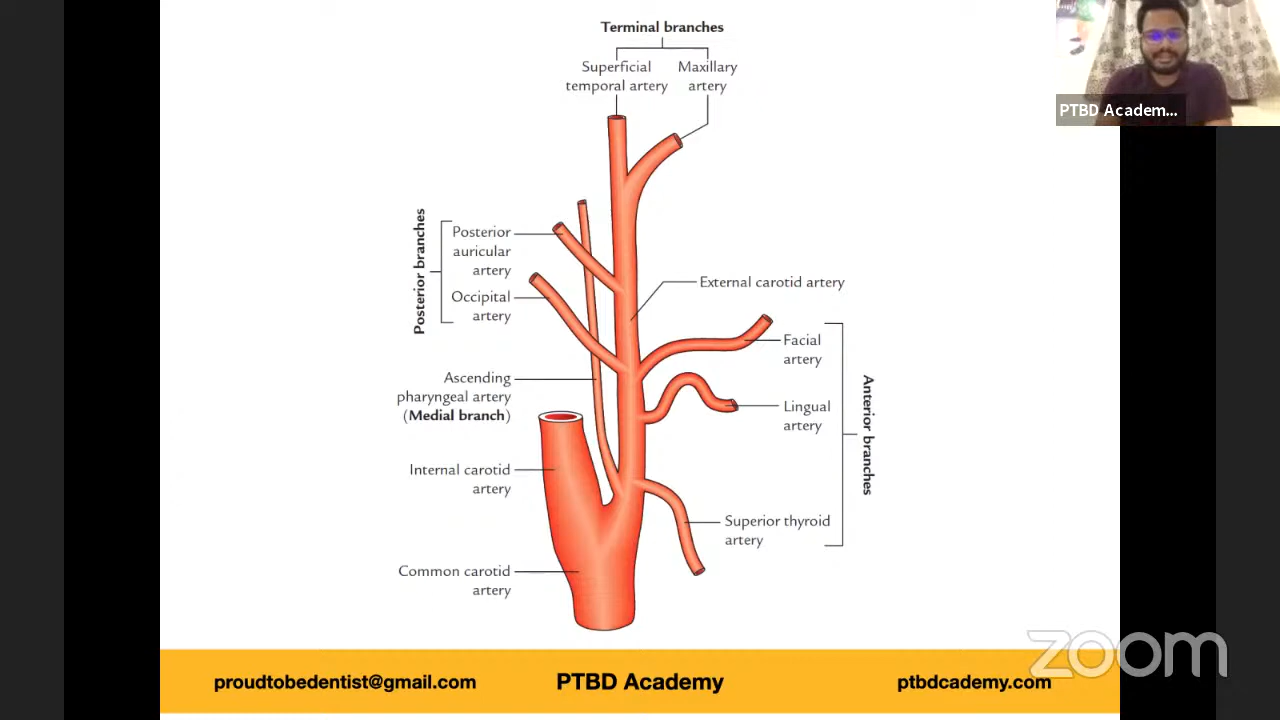 Terminal branches
Superficial
temporal artery
Maxillary
artery
PTBD Academ...
Posterior branches
Posterior
auricular
artery
Occipital
artery
External carotid artery
Facial
artery
Ascending
pharyngeal artery
(Medial branch)
Lingual
artery
Anterior branches
Internal carotid
artery
Superior thyroid
artery
Common carotid
artery
zoom
proudtobedentist@gmail.com
PTBD Academy
ptbdcademy.com